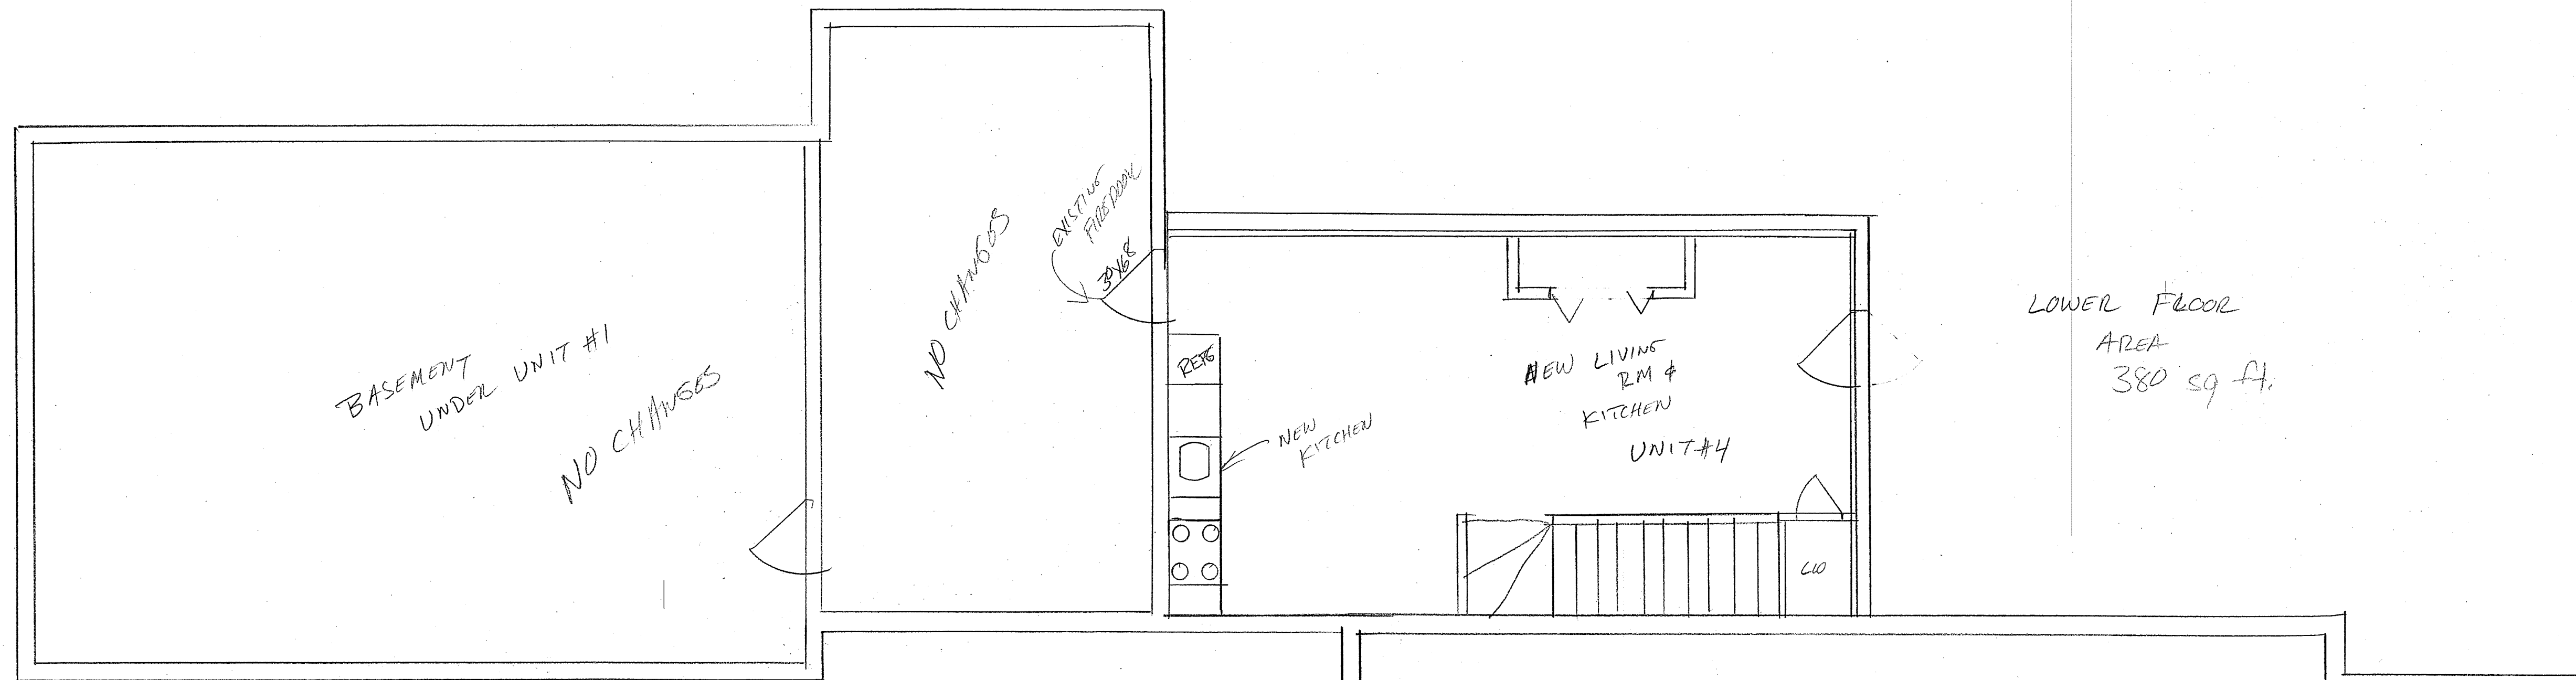 BASEMENT
UNDER UNIT #1
NO CHANGES
NO CHANGES
EXISTING
FIREDOOR
30x68
REFG
NEW
KITCHEN
NEW LIVING
RM &
KITCHEN
UNIT #4
LOWER FLOOR
AREA
380 sq ft.